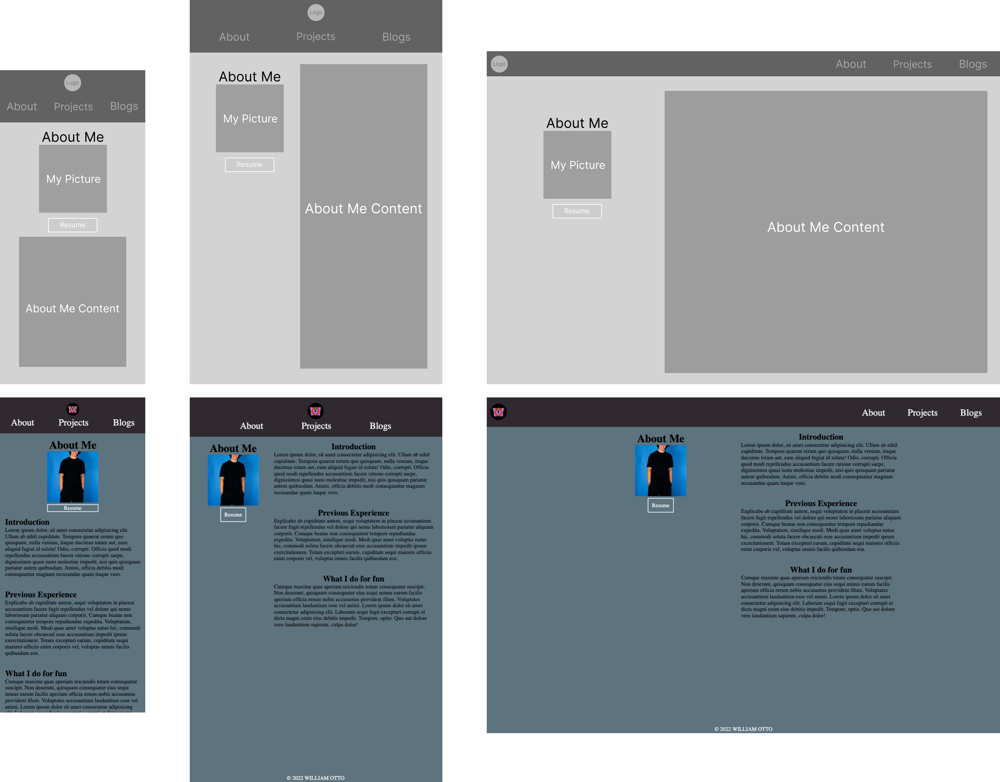 Logo
About Projects Blogs
About Me
My Picture
Resume
About Me Content
Logo
About Projects Blogs
About Me
My Picture
Resume
About Me Content
Logo About Projects Blogs
About Me
My Picture
Resume
About Me Content
About Projects Blogs
About Me
Resume
Introduction
Lorem ipsum dolor, sit amet consectetur adipisicing elit.
Ullam ab nihil cupiditate. Tempora quaerat rerum quo
quisquam, nulla veniam, itaque ducimus totam aut, eum
aliquid fugiat id soluta! Odio, corrupti. Officia quod modi
repellendus accusantium facere ratione corrupti saepe,
dignissimos quasi iusto molestiae impedit, nisi quis quisquam
pariatur autem quibusdam. Animi, officia debitis modi
consequuntur magnam recusandae quam itaque vero.
Previous Experience
Explicabo ab cupiditate autem, sequi voluptatem in placeat
accusantium facere fugit repellendus vel dolore qui nemo
laboriosam pariatur aliquam corporis. Cumque beatae non
consequuntur tempore repudiandae expedita. Voluptatum,
similique modi. Modi quas amet voluptas natus hic, commodi
soluta facere obcaecati esse accusantium impedit ipsum
exercitationem. Totam excepturi earum, cupiditate sequi
maiores officiis enim corporis vel, voluptas omnis facilis
quibusdam eos.
What I do for fun
Cumque maxime quas aperiam reiciendis totam consequatur
suscipit. Non deserunt, quisquam consequatur eius sequi
minus earum facilis aperiam officia rerum nobis accusamus
provident illum. Voluptates accusantium laudantium esse vel
animi. Lorem ipsum dolor sit amet consectetur adipisicing
About Projects Blogs
About Me
Resume
Introduction
Lorem ipsum dolor, sit amet consectetur adipisicing elit. Ullam ab nihil
cupiditate. Tempora quaerat rerum quo quisquam, nulla veniam, itaque
ducimus totam aut, eum aliquid fugiat id soluta! Odio, corrupti. Officia
quod modi repellendus accusantium facere ratione corrupti saepe,
dignissimos quasi iusto molestiae impedit, nisi quis quisquam pariatur
autem quibusdam. Animi, officia debitis modi consequuntur magnam
recusandae quam itaque vero.
Previous Experience
Explicabo ab cupiditate autem, sequi voluptatem in placeat accusantium
facere fugit repellendus vel dolore qui nemo laboriosam pariatur aliquam
corporis. Cumque beatae non consequuntur tempore repudiandae
expedita. Voluptatum, similique modi. Modi quas amet voluptas natus
hic, commodi soluta facere obcaecati esse accusantium impedit ipsum
exercitationem. Totam excepturi earum, cupiditate sequi maiores officiis
enim corporis vel, voluptas omnis facilis quibusdam eos.
What I do for fun
Cumque maxime quas aperiam reiciendis totam consequatur suscipit.
Non deserunt, quisquam consequatur eius sequi minus earum facilis
aperiam officia rerum nobis accusamus provident illum. Voluptates
accusantium laudantium esse vel animi. Lorem ipsum dolor sit amet
consectetur adipisicing elit. Laborum sequi fugit excepturi corrupti et
dicta magni enim eius debitis impedit. Tempore, optio. Quo aut dolore
vero laudantium sapiente, culpa dolor!
© 2022 WILLIAM OTTO
About Projects Blogs
About Me
Resume
Introduction
Lorem ipsum dolor, sit amet consectetur adipisicing elit. Ullam ab nihil
cupiditate. Tempora quaerat rerum quo quisquam, nulla veniam, itaque
ducimus totam aut, eum aliquid fugiat id soluta! Odio, corrupti. Officia
quod modi repellendus accusantium facere ratione corrupti saepe,
dignissimos quasi iusto molestiae impedit, nisi quis quisquam pariatur
autem quibusdam. Animi, officia debitis modi consequuntur magnam
recusandae quam itaque vero.
Previous Experience
Explicabo ab cupiditate autem, sequi voluptatem in placeat accusantium
facere fugit repellendus vel dolore qui nemo laboriosam pariatur aliquam
corporis. Cumque beatae non consequuntur tempore repudiandae
expedita. Voluptatum, similique modi. Modi quas amet voluptas natus
hic, commodi soluta facere obcaecati esse accusantium impedit ipsum
exercitationem. Totam excepturi earum, cupiditate sequi maiores officiis
enim corporis vel, voluptas omnis facilis quibusdam eos.
What I do for fun
Cumque maxime quas aperiam reiciendis totam consequatur suscipit.
Non deserunt, quisquam consequatur eius sequi minus earum facilis
aperiam officia rerum nobis accusamus provident illum. Voluptates
accusantium laudantium esse vel animi. Lorem ipsum dolor sit amet
consectetur adipisicing elit. Laborum sequi fugit excepturi corrupti et
dicta magni enim eius debitis impedit. Tempore, optio. Quo aut dolore
vero laudantium sapiente, culpa dolor!
© 2022 WILLIAM OTTO